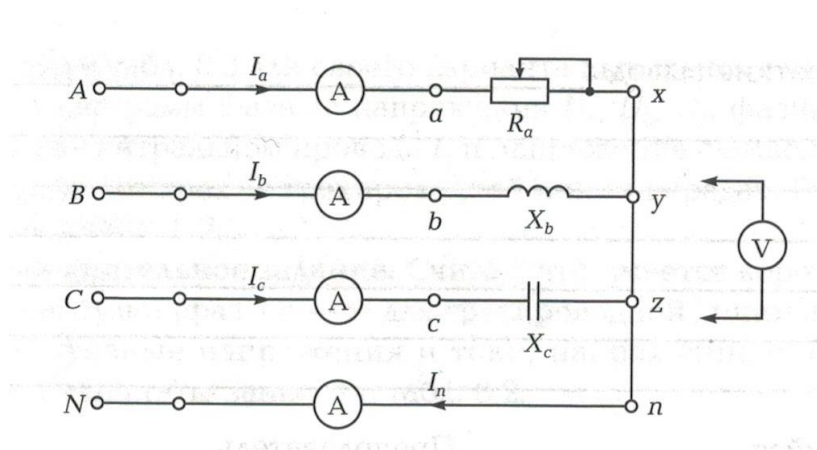 A I_a A a R_a x
B I_b A b X_b y
V
C I_c A c X_c z
N A I_n n